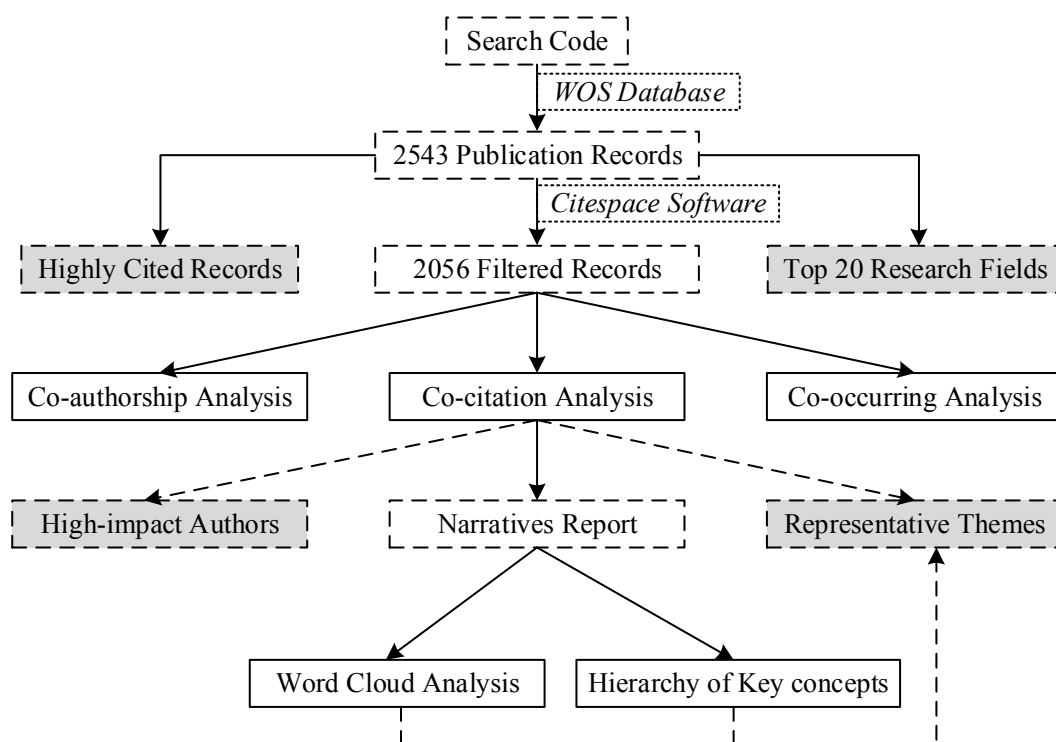 Search Code
WOS Database
2543 Publication Records
Citespace Software
Highly Cited Records
2056 Filtered Records
Top 20 Research Fields
Co-authorship Analysis
Co-citation Analysis
Co-occurring Analysis
High-impact Authors
Narratives Report
Representative Themes
Word Cloud Analysis
Hierarchy of Key concepts